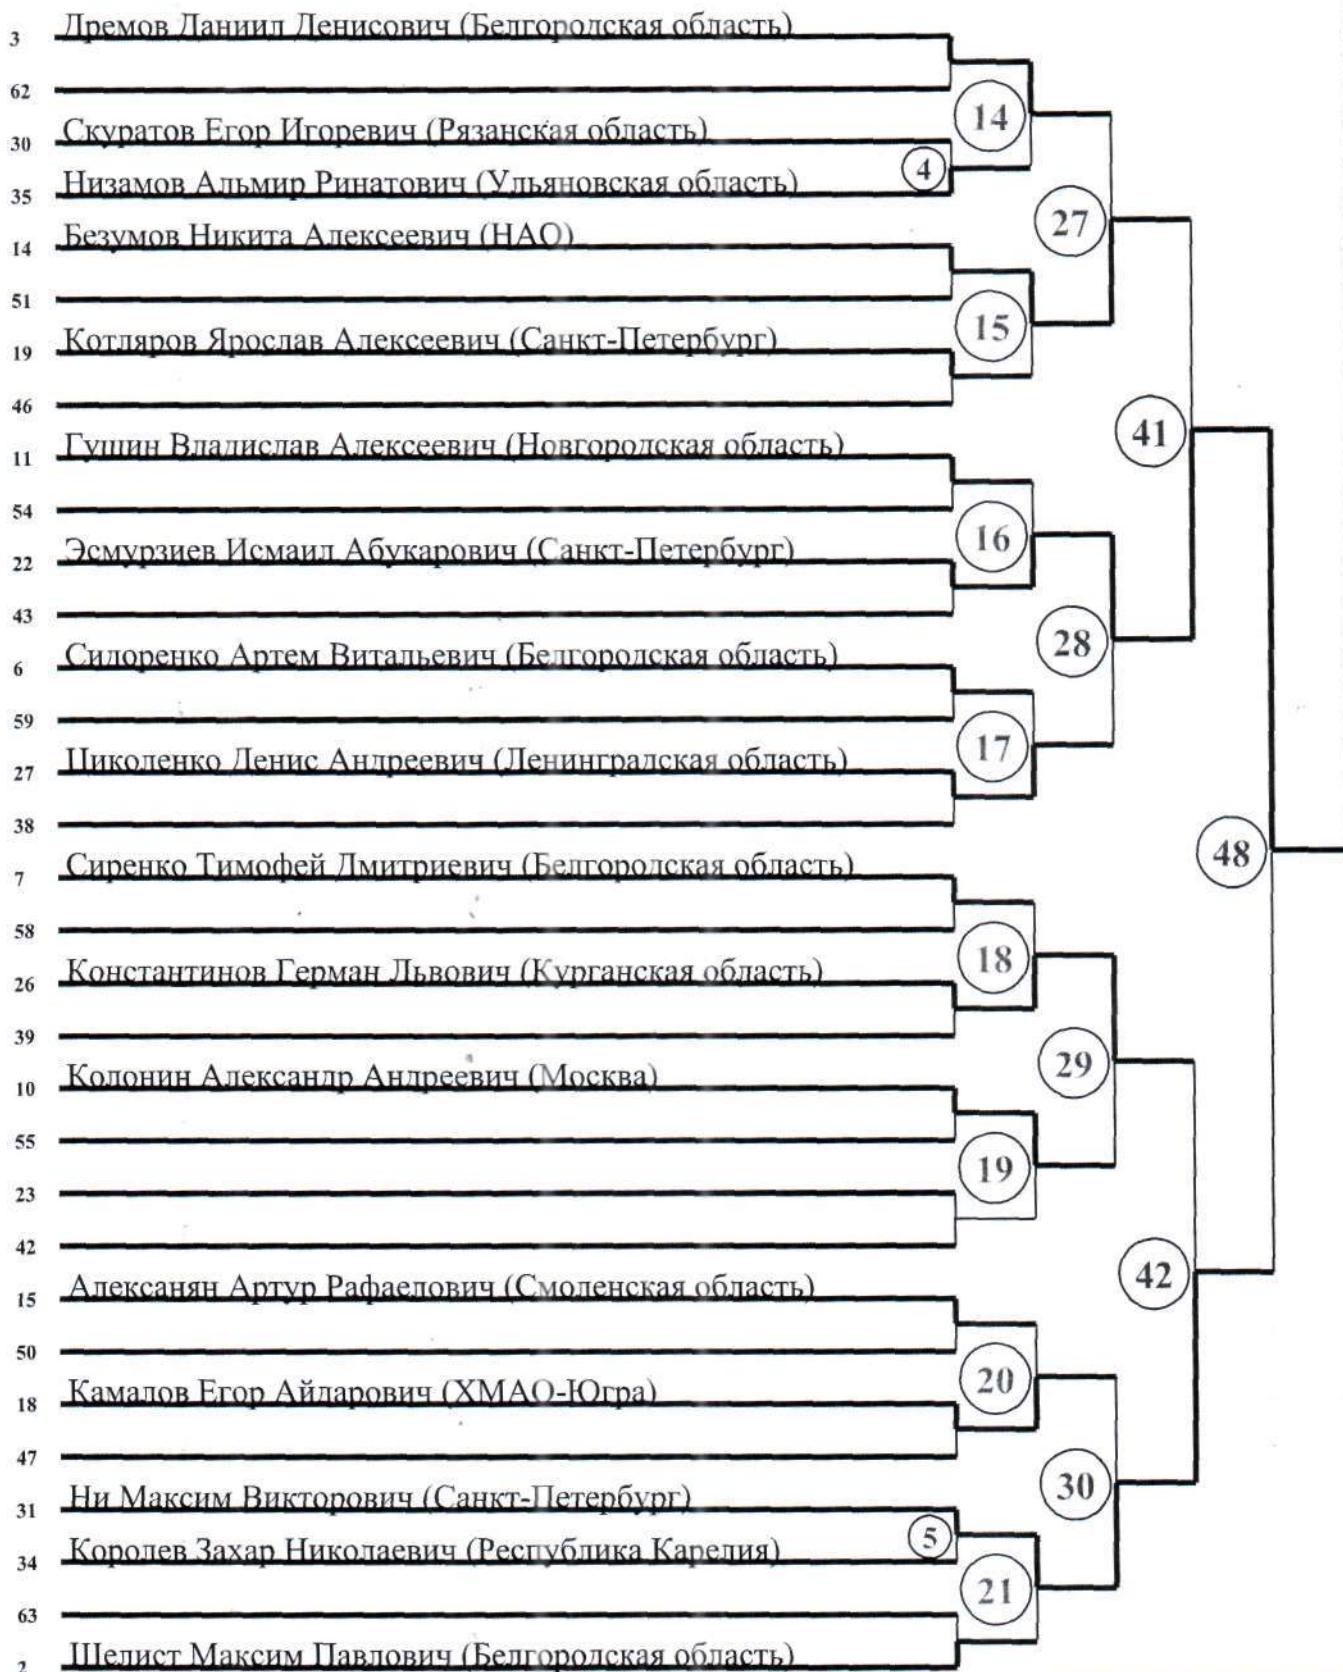 3 Дремов Даниил Денисович (Белгородская область)
62
14
Скуратов Егор Игоревич (Рязанская область)
30
4
35 Низамов Альмир Ринатович (Ульяновская область)
27
14 Безумов Никита Алексеевич (НАО)
51
15
19 Котляров Ярослав Алексеевич (Санкт-Петербург)
46
41
11 Гущин Владислав Алексеевич (Новгородская область)
54
16
22 Эсмурзиев Исмаил Абукарович (Санкт-Петербург)
43
28
6 Сидоренко Артем Витальевич (Белгородская область)
59
17
27 Циколенко Денис Андреевич (Ленинградская область)
38
48
7 Сиренко Тимофей Дмитриевич (Белгородская область)
58
18
26 Константинов Герман Львович (Курганская область)
39
29
10 Колонин Александр Андреевич (Москва)
55
19
23
42
42
15 Алексанян Артур Рафаелович (Смоленская область)
50
20
18 Камалов Егор Айдарович (ХМАО-Югра)
47
30
31 Ни Максим Викторович (Санкт-Петербург)
5
34 Королев Захар Николаевич (Республика Карелия)
21
63
2 Шелист Максим Павлович (Белгородская область)